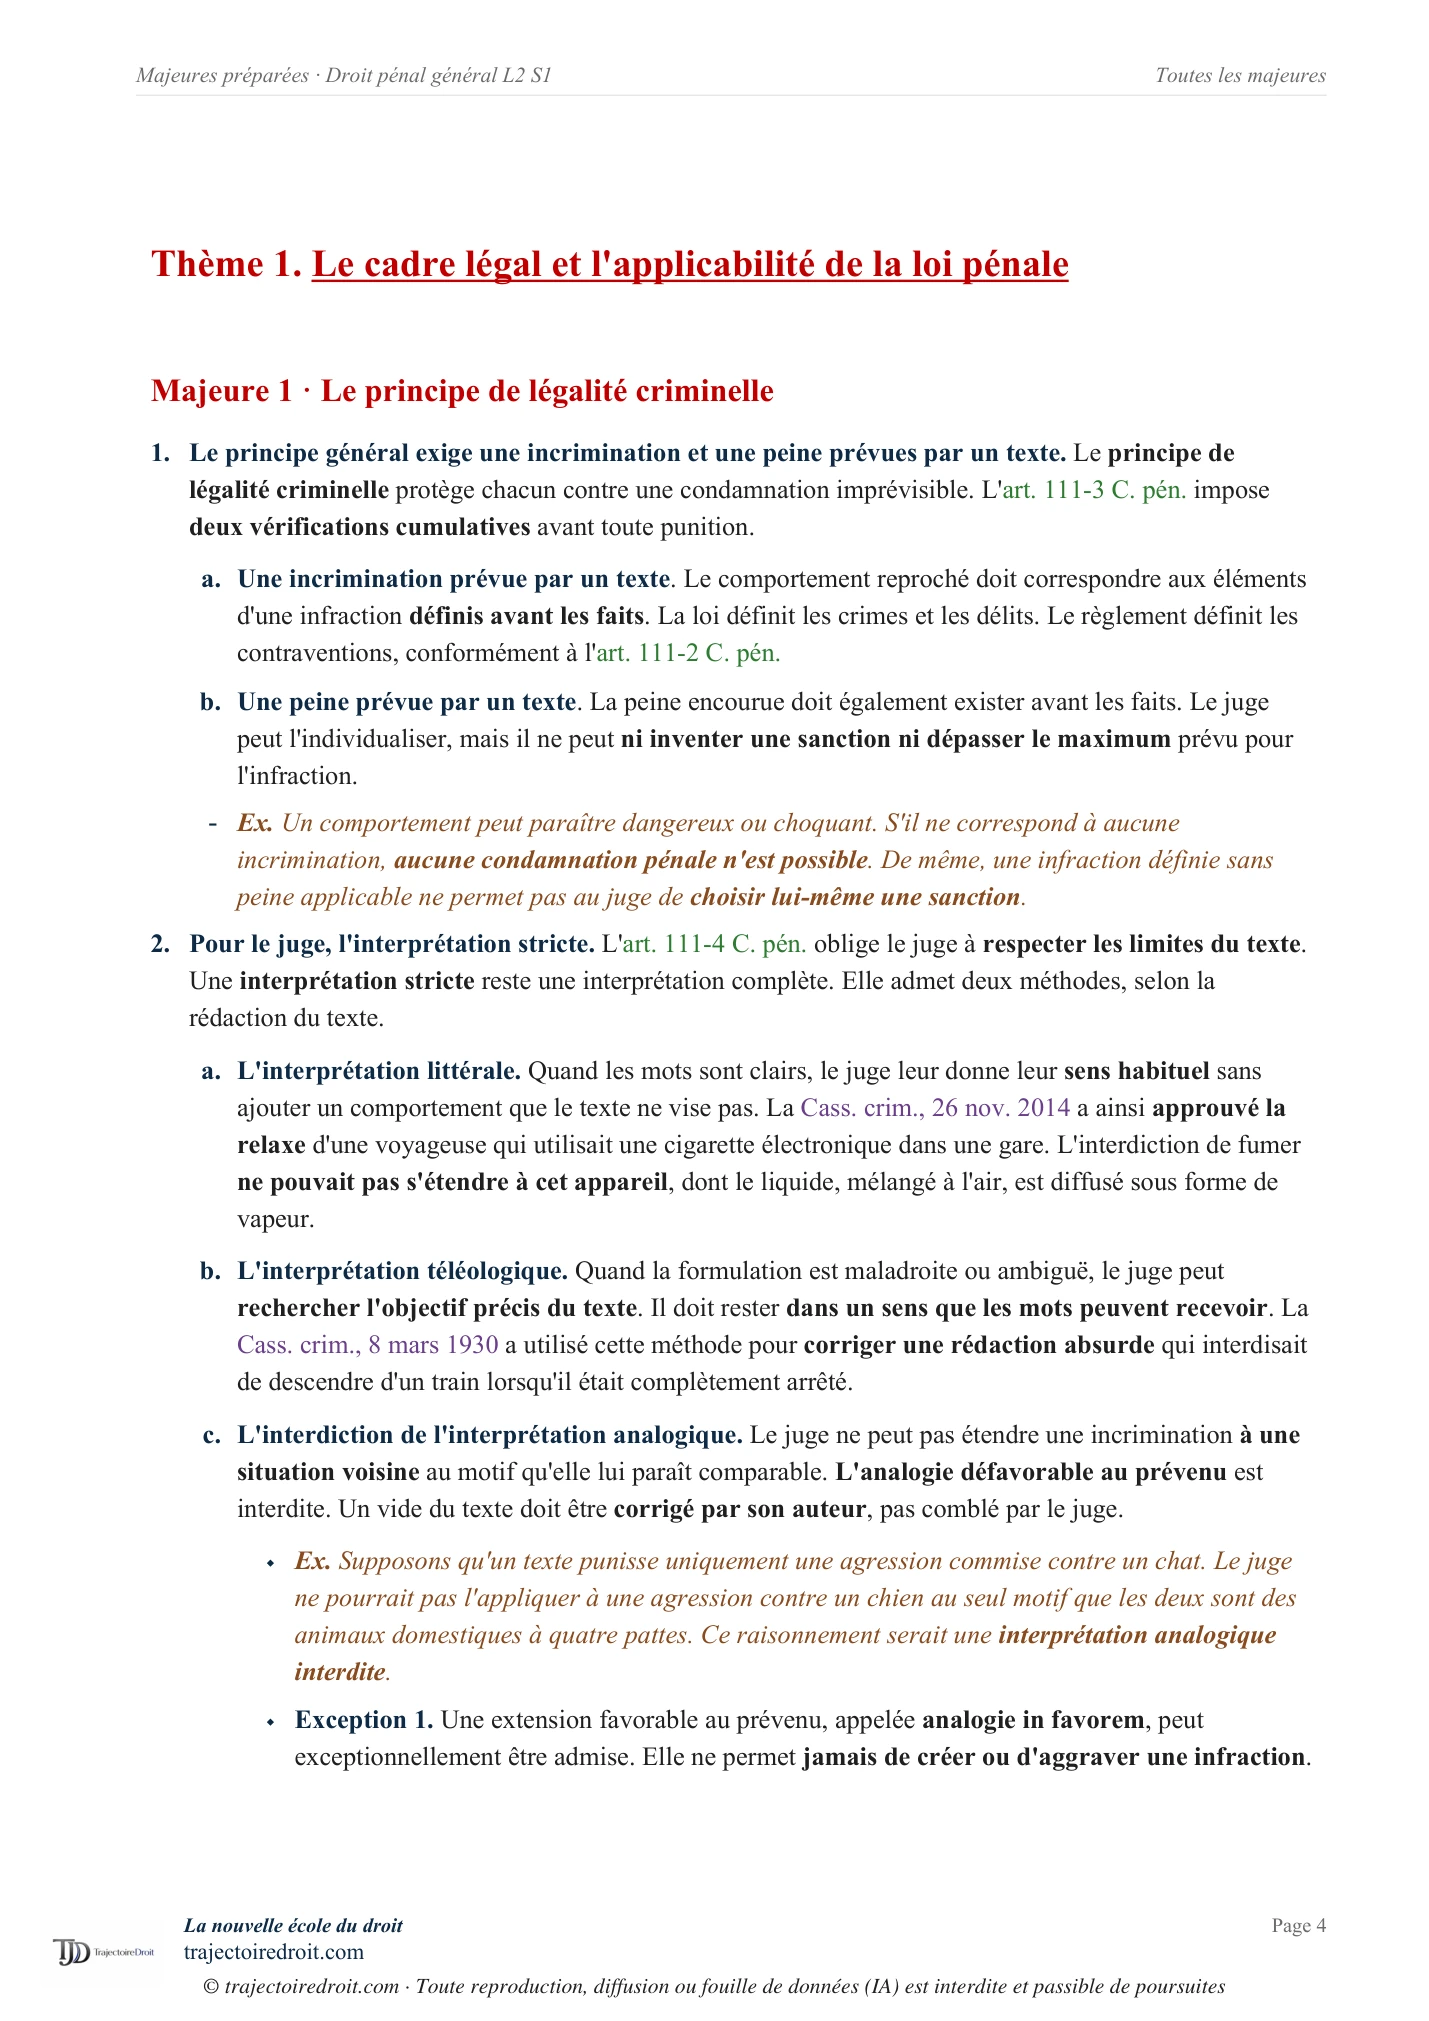 Majeures préparées · Droit pénal général L2 S1
Toutes les majeures
Thème 1. Le cadre légal et l'applicabilité de la loi pénale
Majeure 1 · Le principe de légalité criminelle
1. Le principe général exige une incrimination et une peine prévues par un texte. Le principe de
légalité criminelle protège chacun contre une condamnation imprévisible. L'art. 111-3 C. pén. impose
deux vérifications cumulatives avant toute punition.
a. Une incrimination prévue par un texte. Le comportement reproché doit correspondre aux éléments
d'une infraction définis avant les faits. La loi définit les crimes et les délits. Le règlement définit les
contraventions, conformément à l'art. 111-2 C. pén.
b. Une peine prévue par un texte. La peine encourue doit également exister avant les faits. Le juge
peut l'individualiser, mais il ne peut ni inventer une sanction ni dépasser le maximum prévu pour
l'infraction.
- Ex. Un comportement peut paraître dangereux ou choquant. S'il ne correspond à aucune
incrimination, aucune condamnation pénale n'est possible. De même, une infraction définie sans
peine applicable ne permet pas au juge de choisir lui-même une sanction.
2. Pour le juge, l'interprétation stricte. L'art. 111-4 C. pén. oblige le juge à respecter les limites du texte.
Une interprétation stricte reste une interprétation complète. Elle admet deux méthodes, selon la
rédaction du texte.
a. L'interprétation littérale. Quand les mots sont clairs, le juge leur donne leur sens habituel sans
ajouter un comportement que le texte ne vise pas. La Cass. crim., 26 nov. 2014 a ainsi approuvé la
relaxe d'une voyageuse qui utilisait une cigarette électronique dans une gare. L'interdiction de fumer
ne pouvait pas s'étendre à cet appareil, dont le liquide, mélangé à l'air, est diffusé sous forme de
vapeur.
b. L'interprétation téléologique. Quand la formulation est maladroite ou ambiguë, le juge peut
rechercher l'objectif précis du texte. Il doit rester dans un sens que les mots peuvent recevoir. La
Cass. crim., 8 mars 1930 a utilisé cette méthode pour corriger une rédaction absurde qui interdisait
de descendre d'un train lorsqu'il était complètement arrêté.
c. L'interdiction de l'interprétation analogique. Le juge ne peut pas étendre une incrimination à une
situation voisine au motif qu'elle lui paraît comparable. L'analogie défavorable au prévenu est
interdite. Un vide du texte doit être corrigé par son auteur, pas comblé par le juge.
⬩ Ex. Supposons qu'un texte punisse uniquement une agression commise contre un chat. Le juge
ne pourrait pas l'appliquer à une agression contre un chien au seul motif que les deux sont des
animaux domestiques à quatre pattes. Ce raisonnement serait une interprétation analogique
interdite.
⬩ Exception 1. Une extension favorable au prévenu, appelée analogie in favorem, peut
exceptionnellement être admise. Elle ne permet jamais de créer ou d'aggraver une infraction.
La nouvelle école du droit
Page 4
TJD TrajectoireDroit
trajectoiredroit.com
© trajectoiredroit.com · Toute reproduction, diffusion ou fouille de données (IA) est interdite et passible de poursuites